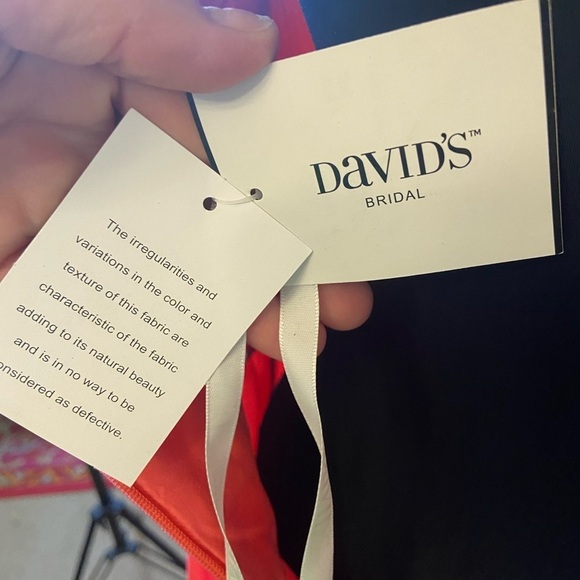 DaVID'S™
BRIDAL
The irregularities and
variations in the color and
texture of this fabric are
characteristic of the fabric
adding to its natural beauty
and is in no way to be
onsidered as defective.